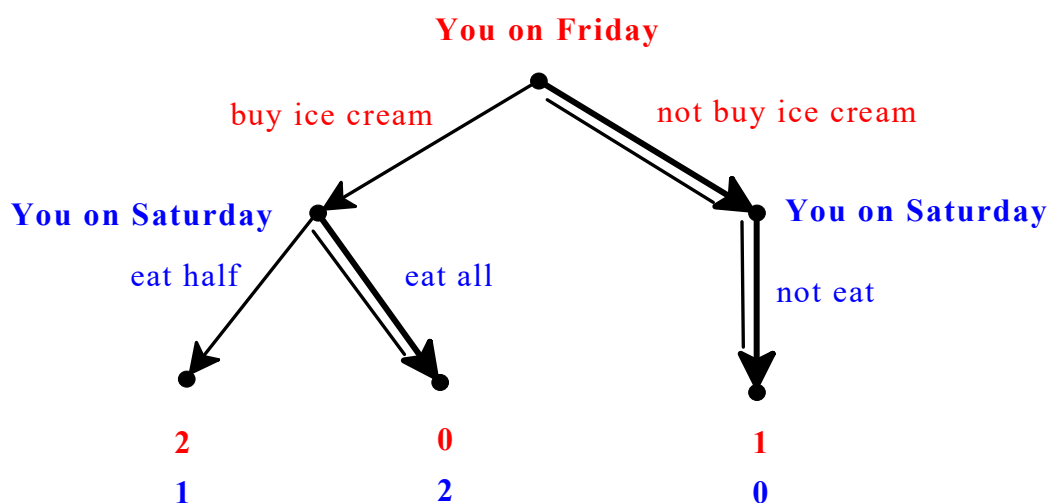 You on Friday
buy ice cream
not buy ice cream
You on Saturday
You on Saturday
eat half
eat all
not eat
2
0
1
1
2
0